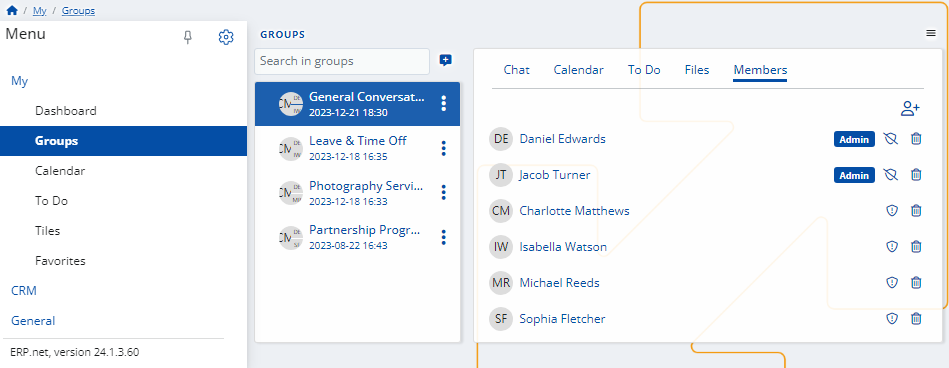 / My / Groups
Menu
My
Dashboard
Groups
Calendar
To Do
Tiles
Favorites
CRM
General
ERP.net, version 24.1.3.60
GROUPS
Search in groups
General Conversat...
2023-12-21 18:30
Leave & Time Off
2023-12-18 16:35
Photography Servi...
2023-12-18 16:33
Partnership Progr...
2023-08-22 16:43
Chat Calendar To Do Files Members
DE Daniel Edwards Admin
JT Jacob Turner Admin
CM Charlotte Matthews
IW Isabella Watson
MR Michael Reeds
SF Sophia Fletcher